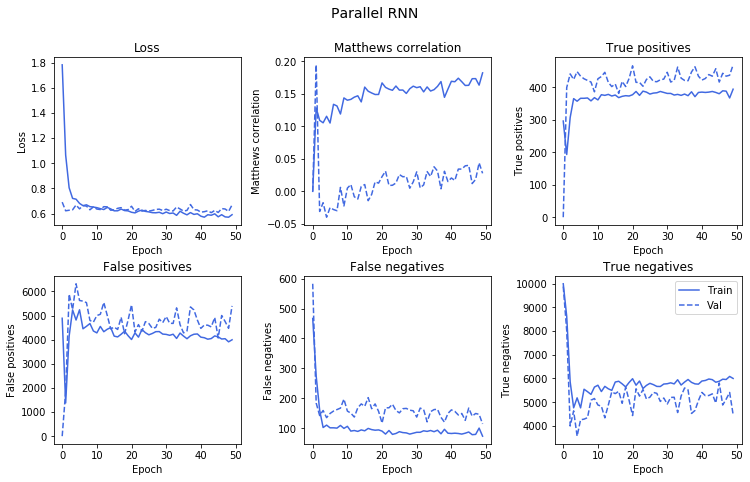 Parallel RNN
Loss
Matthews correlation
True positives
1.8
1.6
1.4
1.2
1.0
0.8
0.6
Loss
0 10 20 30 40 50
Epoch
0.20
0.15
0.10
0.05
0.00
−0.05
Matthews correlation
0 10 20 30 40 50
Epoch
400
300
200
100
0
True positives
0 10 20 30 40 50
Epoch
False positives
False negatives
True negatives
6000
5000
4000
3000
2000
1000
0
False positives
0 10 20 30 40 50
Epoch
600
500
400
300
200
100
False negatives
0 10 20 30 40 50
Epoch
10000
9000
8000
7000
6000
5000
4000
True negatives
Train
Val
0 10 20 30 40 50
Epoch